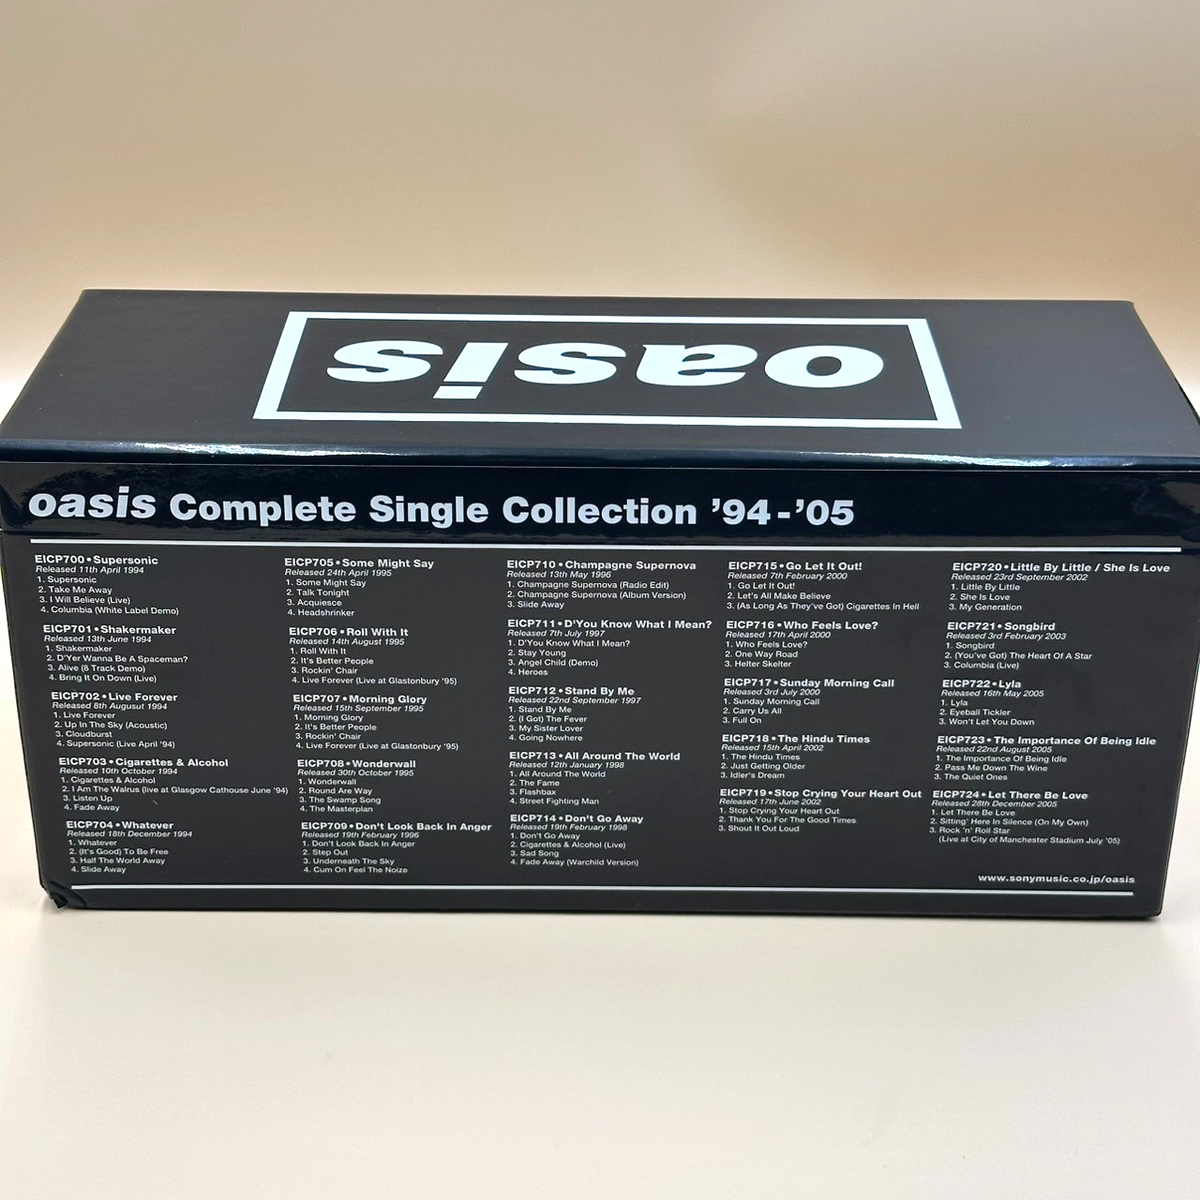 oasis
oasis Complete Single Collection '94-'05
EICP700•Supersonic
Released 11th April 1994
1. Supersonic
2. Take Me Away
3. I Will Believe (Live)
4. Columbia (White Label Demo)
EICP701•Shakermaker
Released 13th June 1994
1. Shakermaker
2. D'Yer Wanna Be A Spaceman?
3. Alive (8 Track Demo)
4. Bring It On Down (Live)
EICP702•Live Forever
Released 8th Augusut 1994
1. Live Forever
2. Up In The Sky (Acoustic)
3. Cloudburst
4. Supersonic (Live April '94)
EICP703•Cigarettes & Alcohol
Released 10th October 1994
1. Cigarettes & Alcohol
2. I Am The Walrus (live at Glasgow Cathouse June '94)
3. Listen Up
4. Fade Away
EICP704•Whatever
Released 18th December 1994
1. Whatever
2. (It's Good) To Be Free
3. Half The World Away
4. Slide Away
EICP705•Some Might Say
Released 24th April 1995
1. Some Might Say
2. Talk Tonight
3. Acquiesce
4. Headshrinker
EICP706•Roll With It
Released 14th August 1995
1. Roll With It
2. It's Better People
3. Rockin' Chair
4. Live Forever (Live at Glastonbury '95)
EICP707•Morning Glory
Released 15th September 1995
1. Morning Glory
2. It's Better People
3. Rockin' Chair
4. Live Forever (Live at Glastonbury '95)
EICP708•Wonderwall
Released 30th October 1995
1. Wonderwall
2. Round Are Way
3. The Swamp Song
4. The Masterplan
EICP709•Don't Look Back In Anger
Released 19th February 1996
1. Don't Look Back In Anger
2. Step Out
3. Underneath The Sky
4. Cum On Feel The Noize
EICP710•Champagne Supernova
Released 13th May 1996
1. Champagne Supernova (Radio Edit)
2. Champagne Supernova (Album Version)
3. Slide Away
EICP711•D'You Know What I Mean?
Released 7th July 1997
1. D'You Know What I Mean?
2. Stay Young
3. Angel Child (Demo)
4. Heroes
EICP712•Stand By Me
Released 22nd September 1997
1. Stand By Me
2. (I Got) The Fever
3. My Sister Lover
4. Going Nowhere
EICP713•All Around The World
Released 12th January 1998
1. All Around The World
2. The Fame
3. Flashbax
4. Street Fighting Man
EICP714•Don't Go Away
Released 19th February 1998
1. Don't Go Away
2. Cigarettes & Alcohol (Live)
3. Sad Song
4. Fade Away (Warchild Version)
EICP715•Go Let It Out!
Released 7th February 2000
1. Go Let It Out!
2. Let's All Make Believe
3. (As Long As They've Got) Cigarettes In Hell
EICP716•Who Feels Love?
Released 17th April 2000
1. Who Feels Love?
2. One Way Road
3. Helter Skelter
EICP717•Sunday Morning Call
Released 3rd July 2000
1. Sunday Morning Call
2. Carry Us All
3. Full On
EICP718•The Hindu Times
Released 15th April 2002
1. The Hindu Times
2. Just Getting Older
3. Idler's Dream
EICP719•Stop Crying Your Heart Out
Released 17th June 2002
1. Stop Crying Your Heart Out
2. Thank You For The Good Times
3. Shout It Out Loud
EICP720•Little By Little / She Is Love
Released 23rd September 2002
1. Little By Little
2. She Is Love
3. My Generation
EICP721•Songbird
Released 3rd February 2003
1. Songbird
2. (You've Got) The Heart Of A Star
3. Columbia (Live)
EICP722•Lyla
Released 16th May 2005
1. Lyla
2. Eyeball Tickler
3. Won't Let You Down
EICP723•The Importance Of Being Idle
Released 22nd August 2005
1. The Importance Of Being Idle
2. Pass Me Down The Wine
3. The Quiet Ones
EICP724•Let There Be Love
Released 28th December 2005
1. Let There Be Love
2. Sitting' Here In Silence (On My Own)
3. Rock 'n' Roll Star
(Live at City of Manchester Stadium July '05)
www.sonymusic.co.jp/oasis